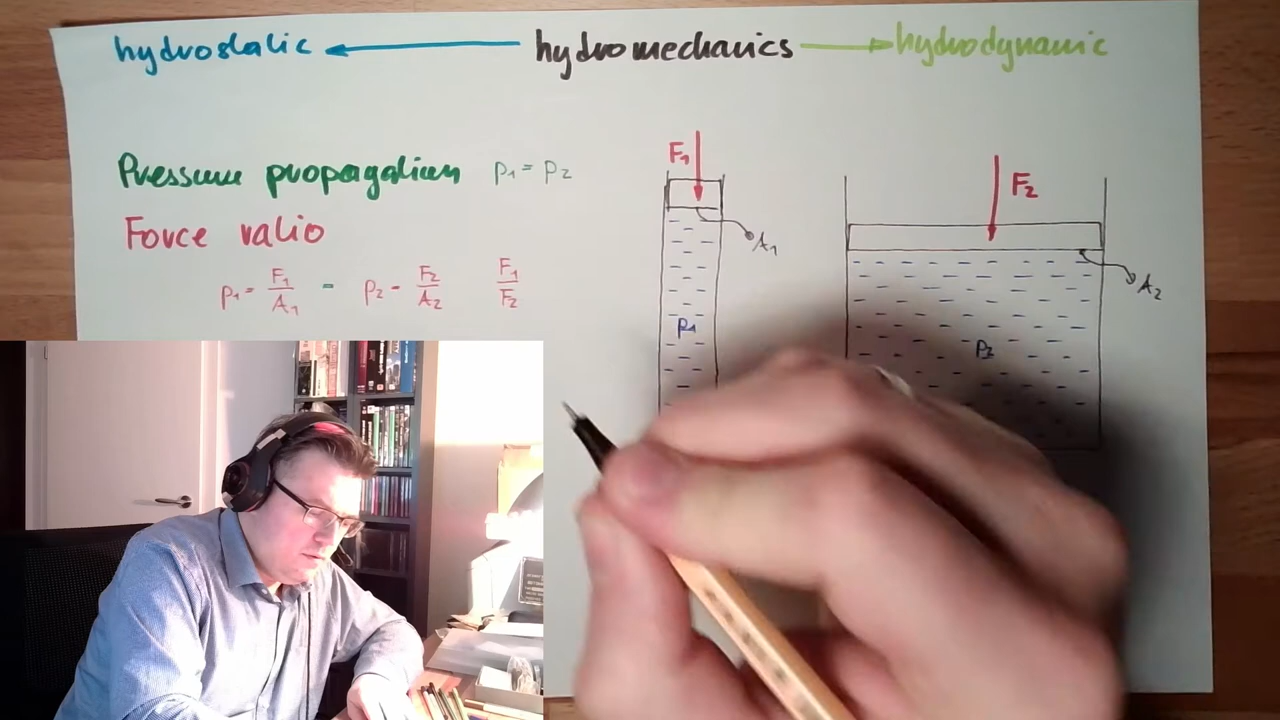 hydrostatic hydromechanics hydrodynamic
Pressure propagation p1 = p2
Force ratio
p1 = F1/A1 = p2 = F2/A2 F1/F2
F1
A1
p1
F2
A2
p2